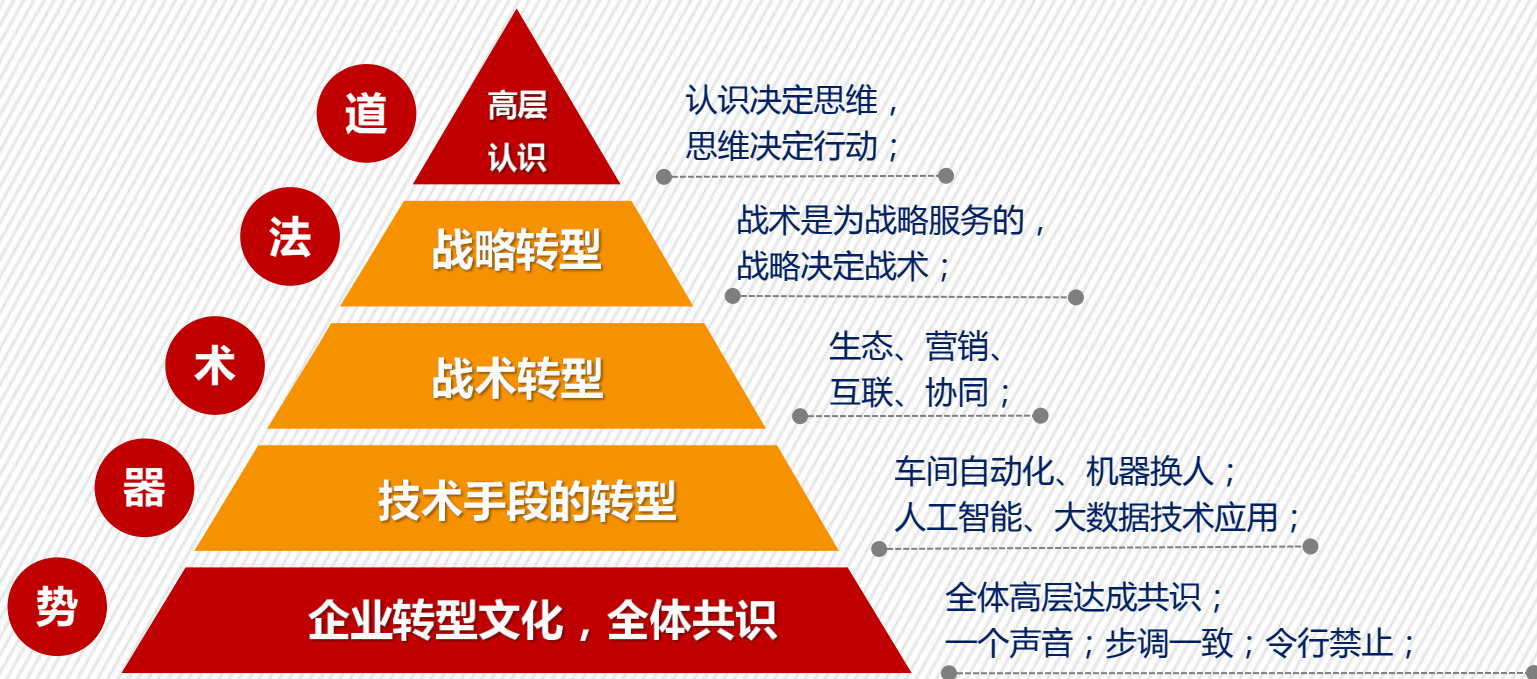 道
高层
认识
认识决定思维，
思维决定行动；
法
战略转型
战术是为战略服务的，
战略决定战术；
术
战术转型
生态、营销、
互联、协同；
器
技术手段的转型
车间自动化、机器换人；
人工智能、大数据技术应用；
势
企业转型文化，全体共识
全体高层达成共识；
一个声音；步调一致；令行禁止；